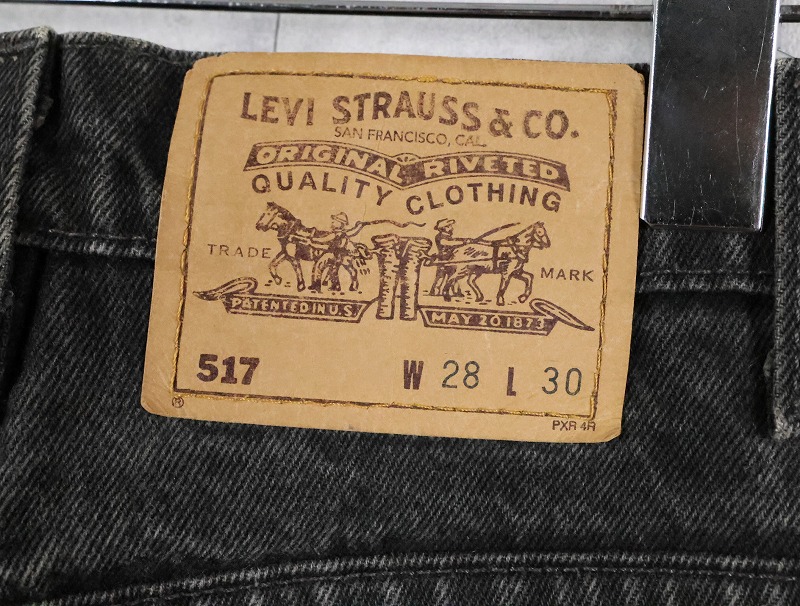 LEVI STRAUSS & CO.
SAN FRANCISCO, CAL.
ORIGINAL RIVETED
QUALITY CLOTHING
TRADE MARK
PATENTED IN U.S. MAY 20 1873
517 W 28 L 30
®
PXR 4R